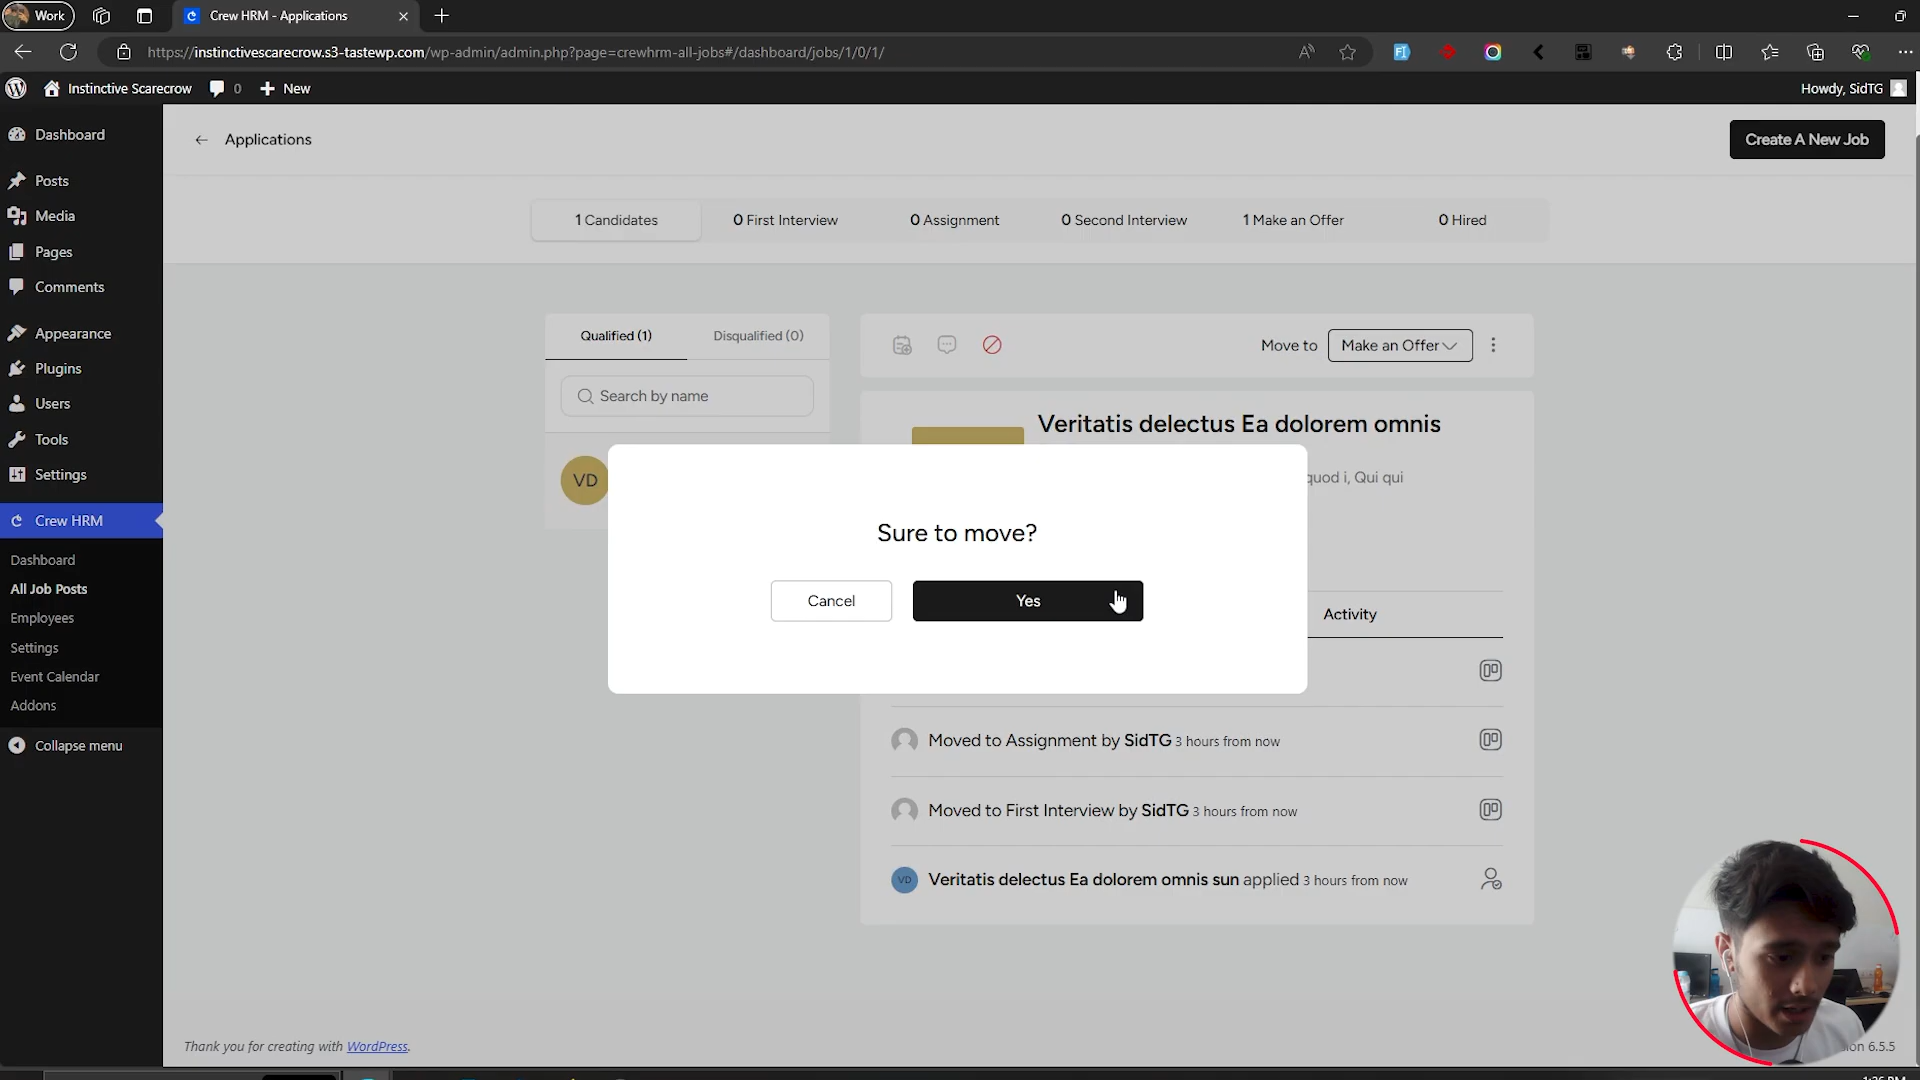 Work
Crew HRM - Applications
https://instinctivescarecrow.s3-tastewp.com/wp-admin/admin.php?page=crewhrm-all-jobs#/dashboard/jobs/1/0/1/
Instinctive Scarecrow
0
New
Howdy, SidTG
Dashboard
Posts
Media
Pages
Comments
Appearance
Plugins
Users
Tools
Settings
Crew HRM
Dashboard
All Job Posts
Employees
Settings
Event Calendar
Addons
Collapse menu
Applications
Create A New Job
1 Candidates
0 First Interview
0 Assignment
0 Second Interview
1 Make an Offer
0 Hired
Qualified (1)
Disqualified (0)
Search by name
VD
Move to
Make an Offer
Veritatis delectus Ea dolorem omnis
quod i, Qui qui
Sure to move?
Cancel
Yes
Activity
Moved to Assignment by SidTG 3 hours from now
Moved to First Interview by SidTG 3 hours from now
VD
Veritatis delectus Ea dolorem omnis sun applied 3 hours from now
Thank you for creating with WordPress.
6.5.5